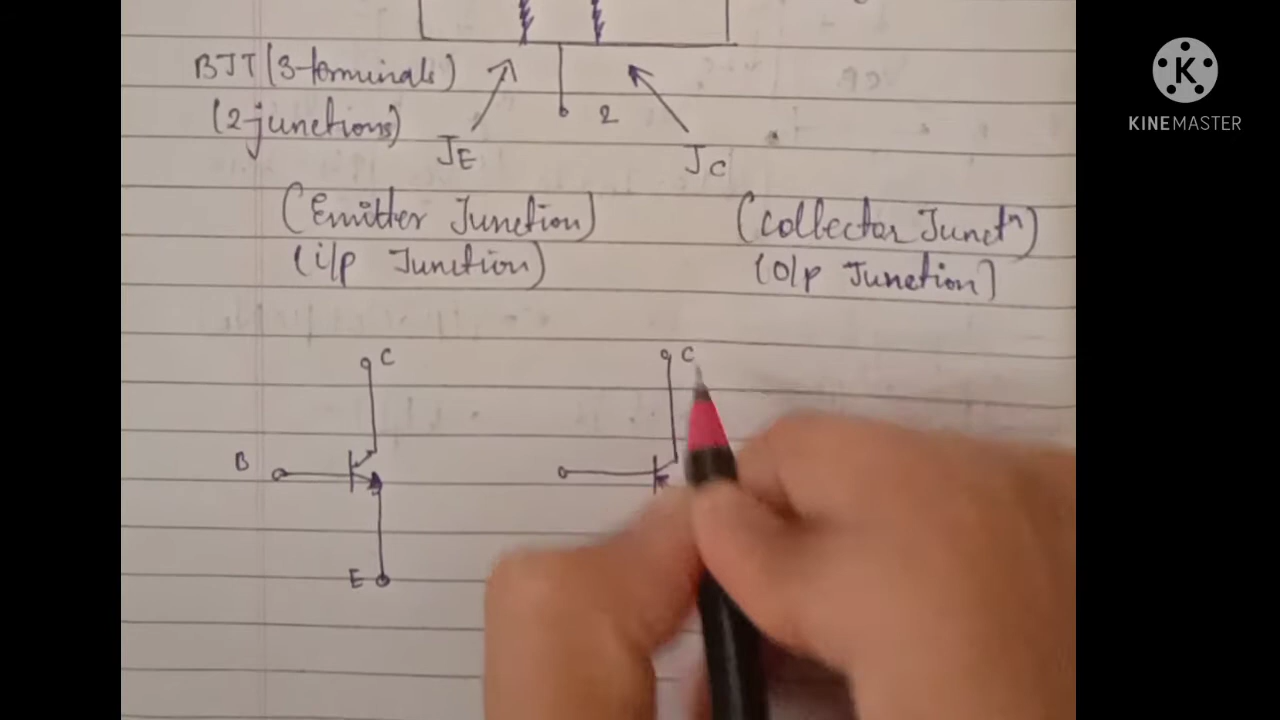 BJT (3-terminals)
(2-junctions)
2
JE
JC
(Emitter Junction)
(i/p Junction)
(Collector Junctⁿ)
(O/p Junction)
C
B
E
C
K
KINEMASTER